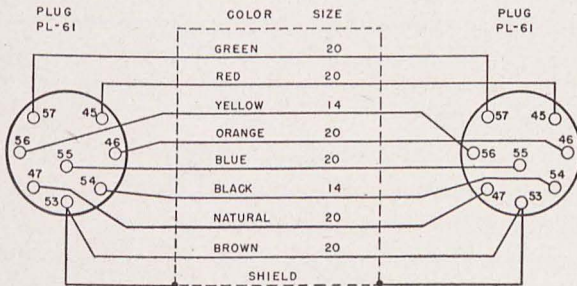 PLUG
PL-61
COLOR SIZE
PLUG
PL-61
GREEN 20
RED 20
YELLOW 14
ORANGE 20
BLUE 20
BLACK 14
NATURAL 20
BROWN 20
SHIELD
57 45
56 46
55
47 54
53
57 45
56 46
55
47 54
53